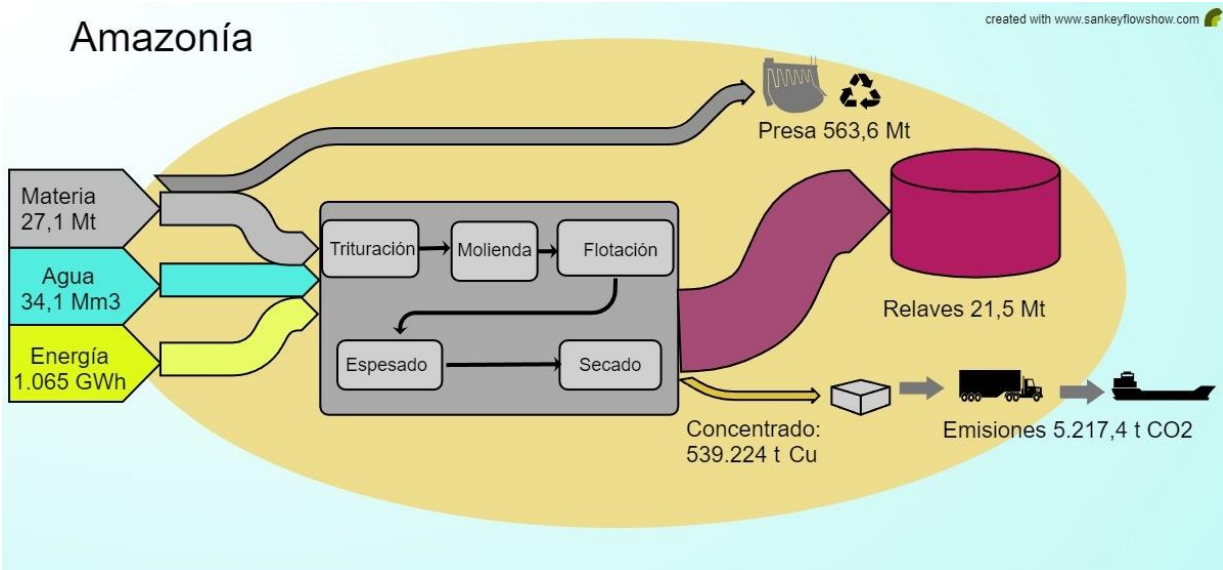 created with www.sankeyflowshow.com
Amazonía
Presa 563,6 Mt
Materia
27,1 Mt
Agua
34,1 Mm3
Energía
1.065 GWh
Trituración
Molienda
Flotación
Espesado
Secado
Relaves 21,5 Mt
Concentrado:
539.224 t Cu
Emisiones 5.217,4 t CO2